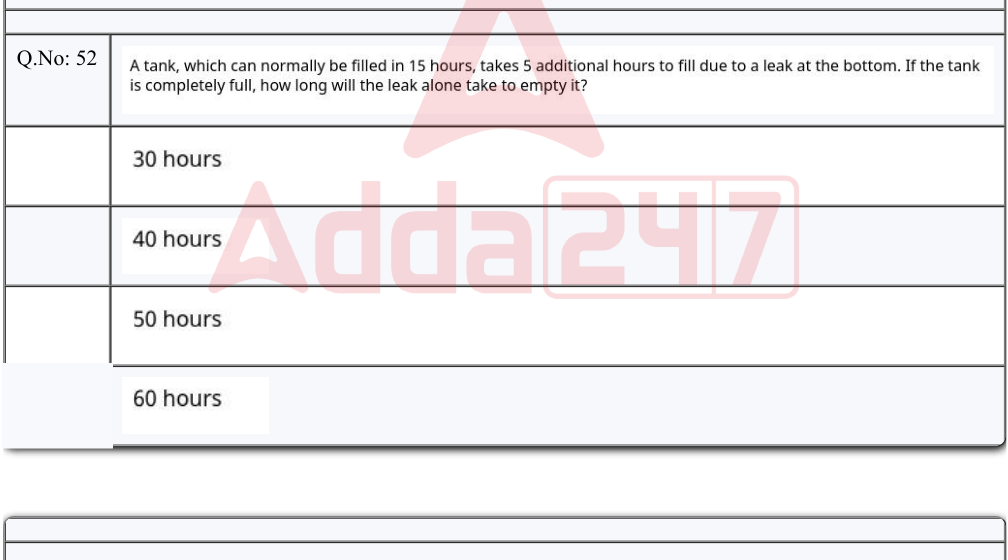 Q.No: 52
A tank, which can normally be filled in 15 hours, takes 5 additional hours to fill due to a leak at the bottom. If the tank
is completely full, how long will the leak alone take to empty it?
30 hours
40 hours
Adda247
50 hours
60 hours